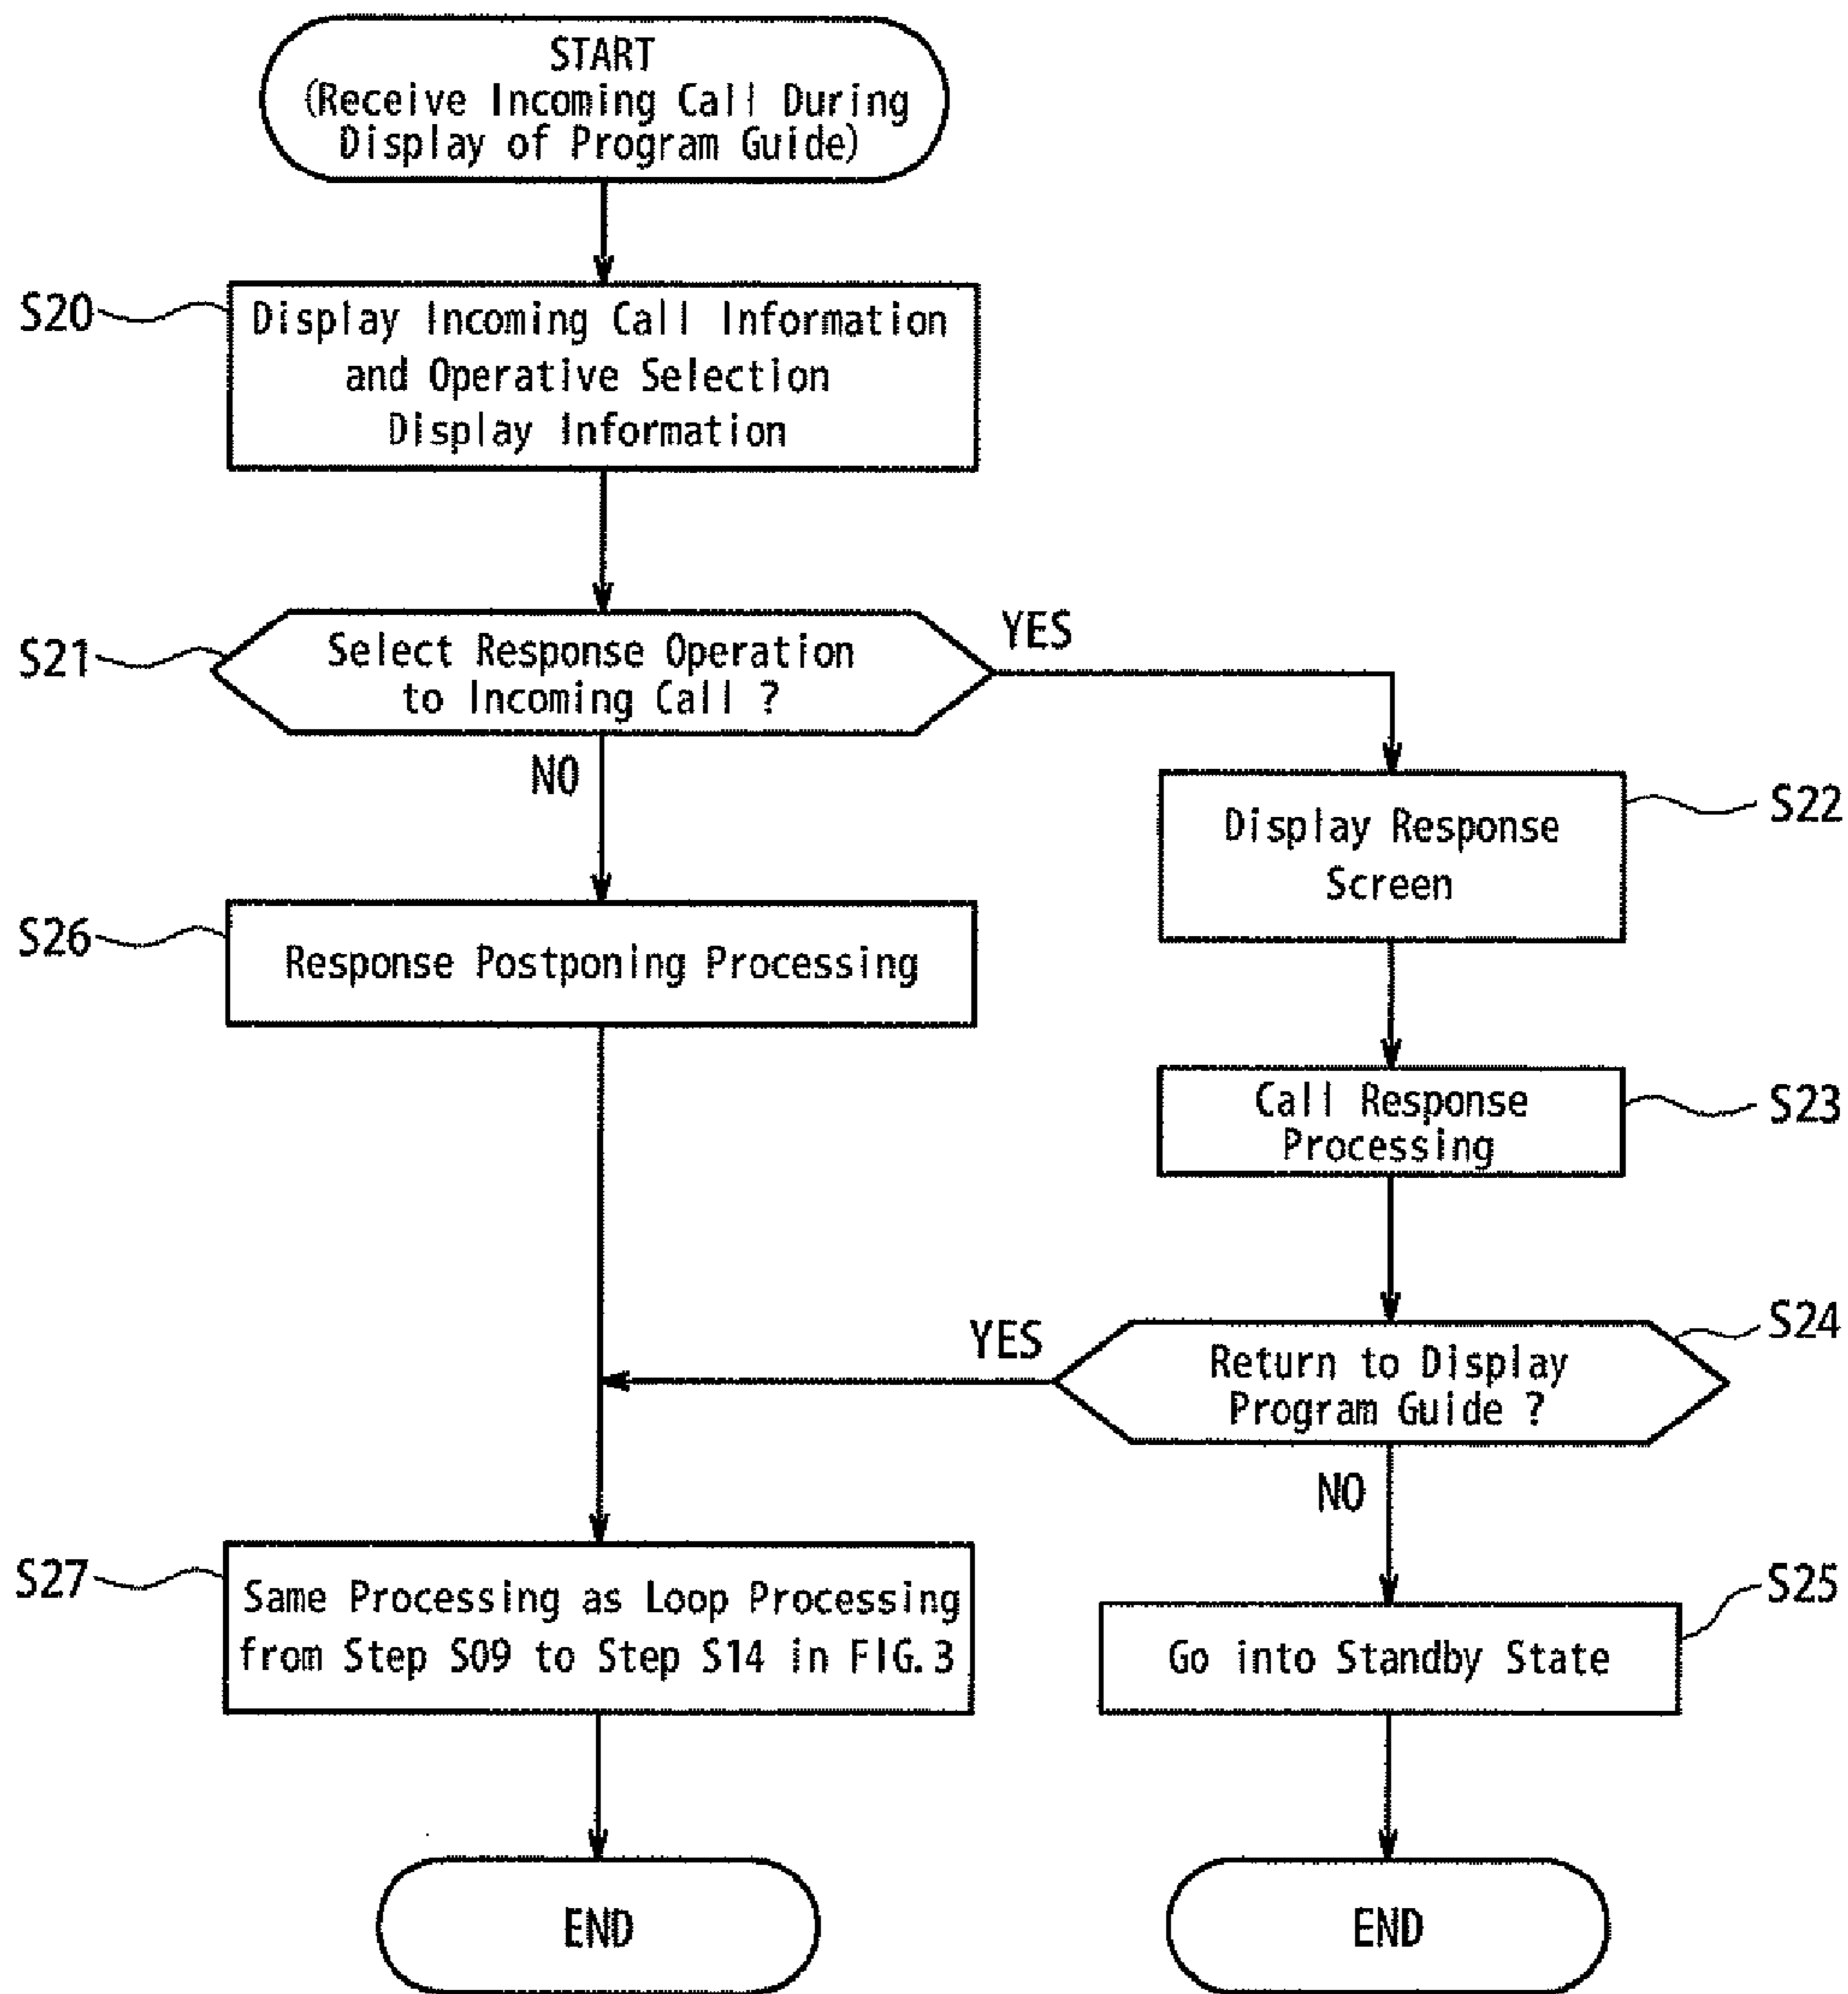 START
(Receive Incoming Call During
Display of Program Guide)
S20
Display Incoming Call Information
and Operative Selection
Display Information
S21
Select Response Operation
to Incoming Call ?
YES
NO
S22
Display Response
Screen
S26
Response Postponing Processing
S23
Call Response
Processing
S24
Return to Display
Program Guide ?
YES
NO
S27
Same Processing as Loop Processing
from Step S09 to Step S14 in FIG.3
S25
Go into Standby State
END
END